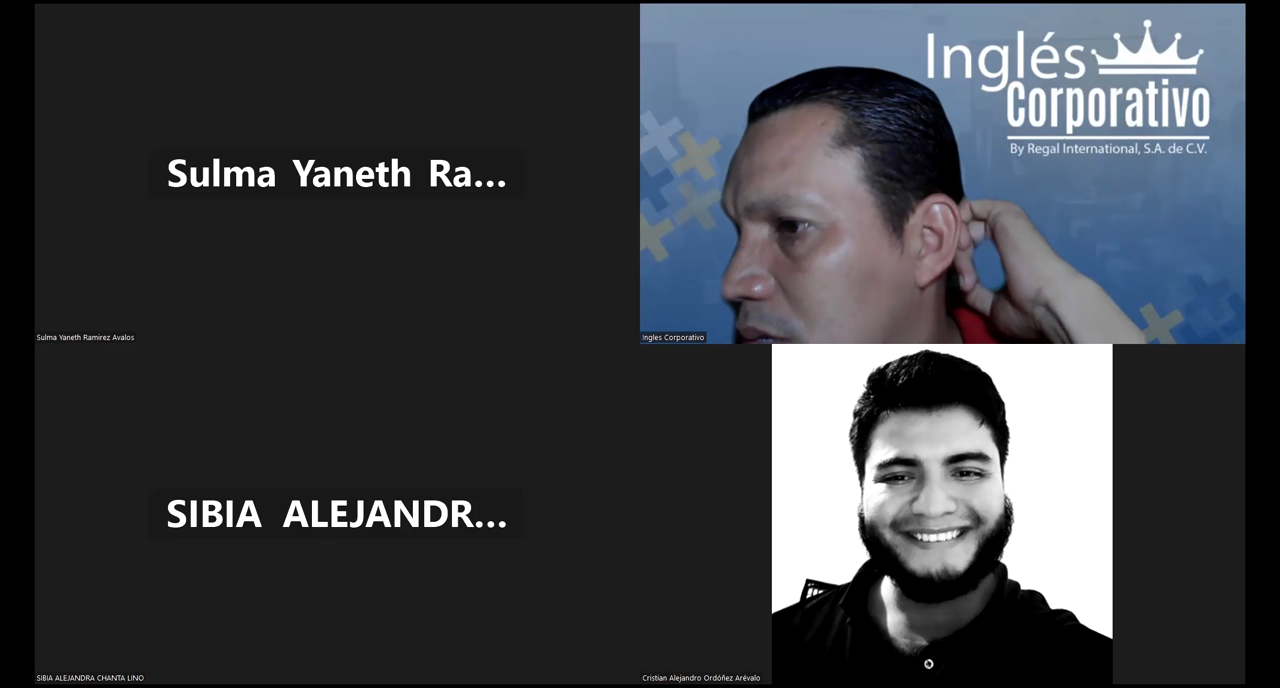 Sulma Yaneth Ra...
Sulma Yaneth Ramirez Avalos
Inglés
Corporativo
By Regal International, S.A. de C.V.
Ingles Corporativo
SIBIA ALEJANDR...
SIBIA ALEJANDRA CHANTA LINO
Cristian Alejandro Ordóñez Arévalo